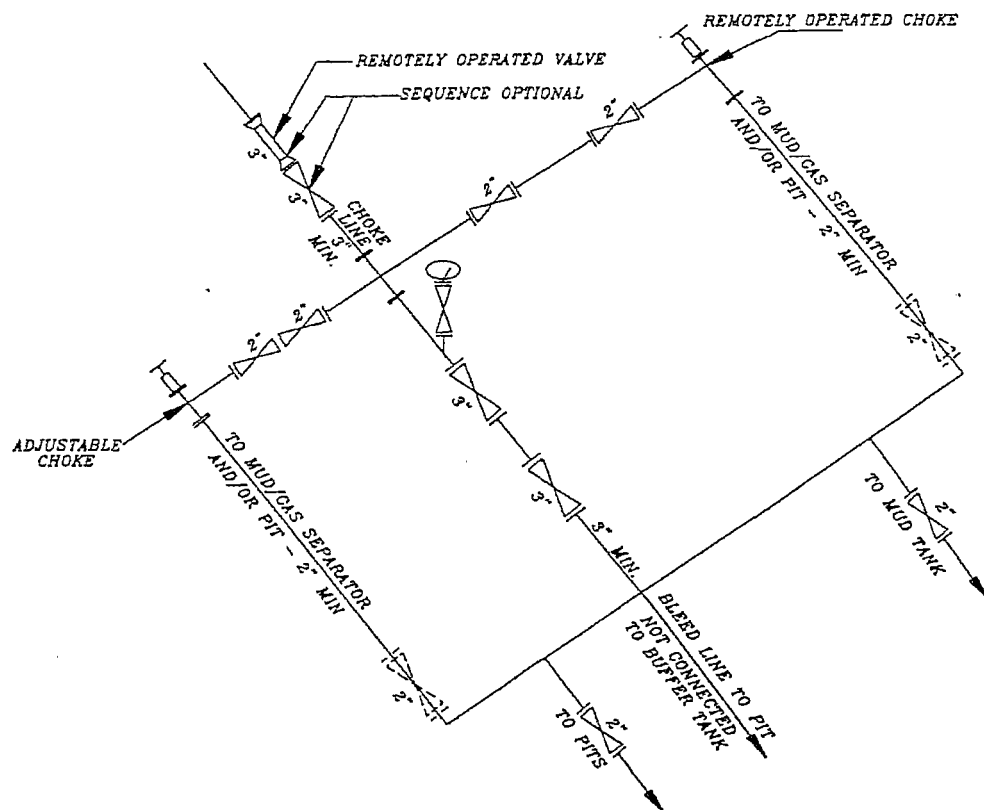 REMOTELY OPERATED CHOKE
REMOTELY OPERATED VALVE
SEQUENCE OPTIONAL
3"
3"
CHOKE
LINE
3"
MIN.
2"
2"
TO MUD/GAS SEPARATOR
AND/OR PIT - 2" MIN
2"
2"
2"
ADJUSTABLE
CHOKE
TO MUD/GAS SEPARATOR
AND/OR PIT - 2" MIN
2"
3"
3"
3" MIN.
BLEED LINE TO PIT
NOT CONNECTED
TO BUFFER TANK
2"
TO MUD TANK
2"
TO PITS